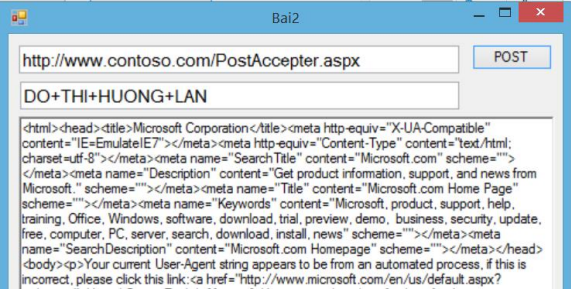 Bai2
http://www.contoso.com/PostAccepter.aspx
POST
DO+THI+HUONG+LAN
<html><head><title>Microsoft Corporation</title><meta http-equiv="X-UA-Compatible"
content="IE=EmulateIE7"></meta><meta http-equiv="Content-Type" content="text/html;
charset=utf-8"></meta><meta name="SearchTitle" content="Microsoft.com" scheme="">
</meta><meta name="Description" content="Get product information, support, and news from
Microsoft." scheme=""></meta><meta name="Title" content="Microsoft.com Home Page"
scheme=""></meta><meta name="Keywords" content="Microsoft, product, support, help,
training, Office, Windows, software, download, trial, preview, demo,  business, security, update,
free, computer, PC, server, search, download, install, news" scheme=""></meta><meta
name="SearchDescription" content="Microsoft.com Homepage" scheme=""></meta></head>
<body><p>Your current User-Agent string appears to be from an automated process, if this is
incorrect, please click this link:<a href="http://www.microsoft.com/en/us/default.aspx?